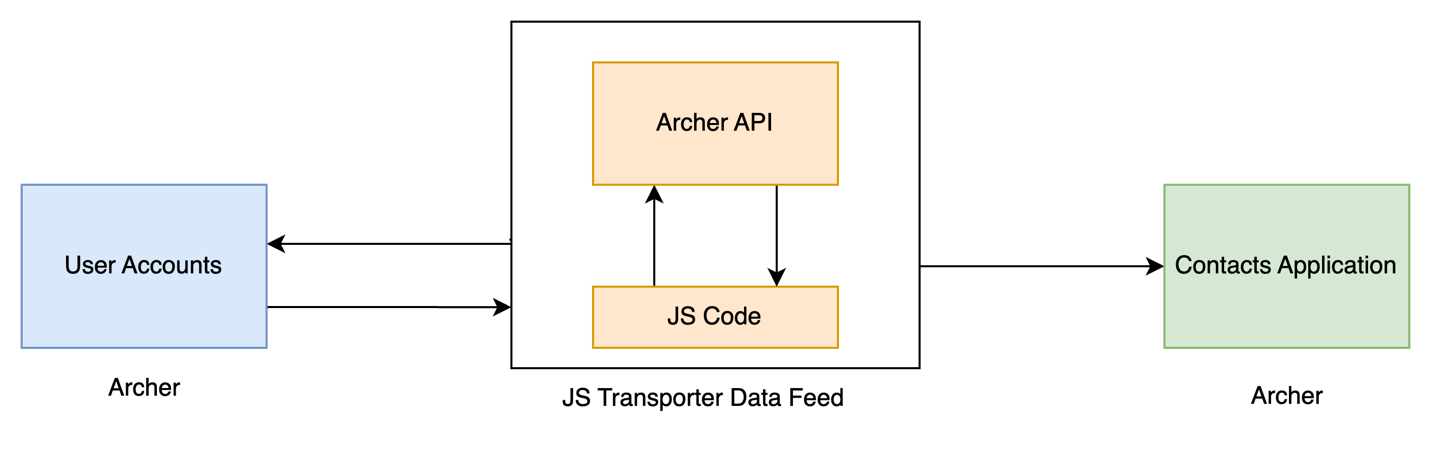 Archer API
User Accounts
JS Code
Contacts Application
Archer
JS Transporter Data Feed
Archer